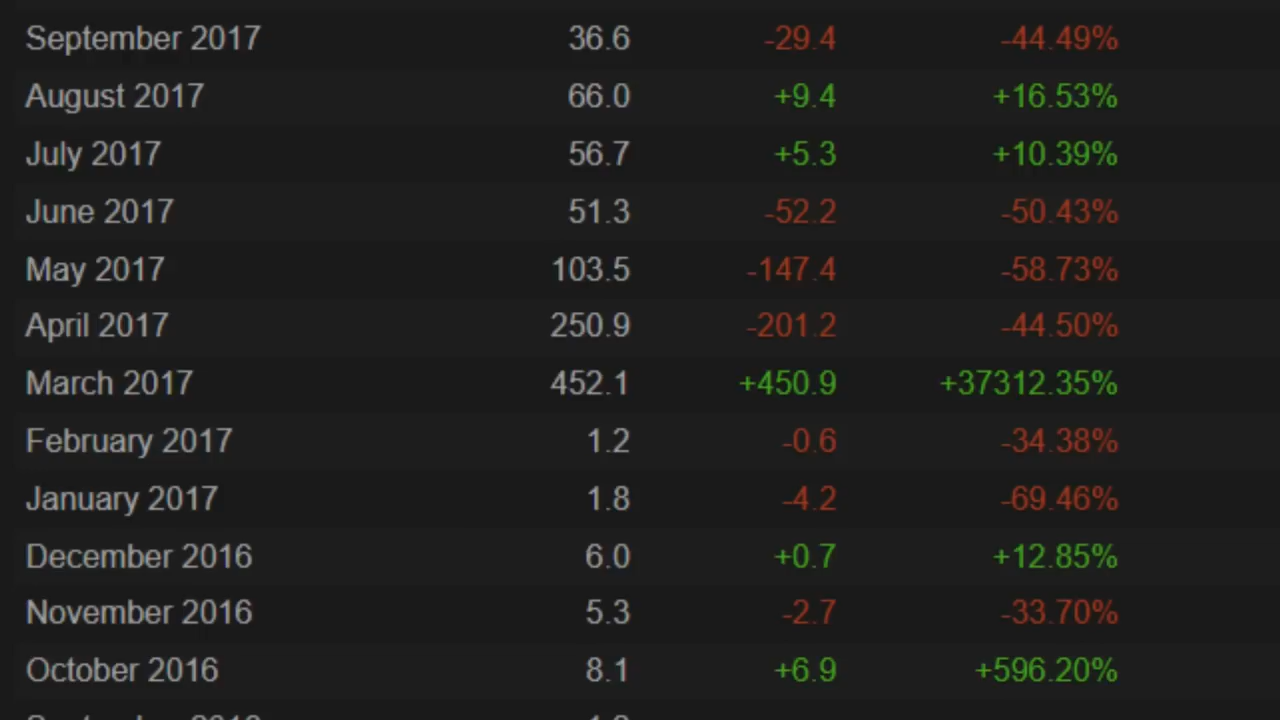 September 2017 36.6 -29.4 -44.49%
August 2017 66.0 +9.4 +16.53%
July 2017 56.7 +5.3 +10.39%
June 2017 51.3 -52.2 -50.43%
May 2017 103.5 -147.4 -58.73%
April 2017 250.9 -201.2 -44.50%
March 2017 452.1 +450.9 +37312.35%
February 2017 1.2 -0.6 -34.38%
January 2017 1.8 -4.2 -69.46%
December 2016 6.0 +0.7 +12.85%
November 2016 5.3 -2.7 -33.70%
October 2016 8.1 +6.9 +596.20%